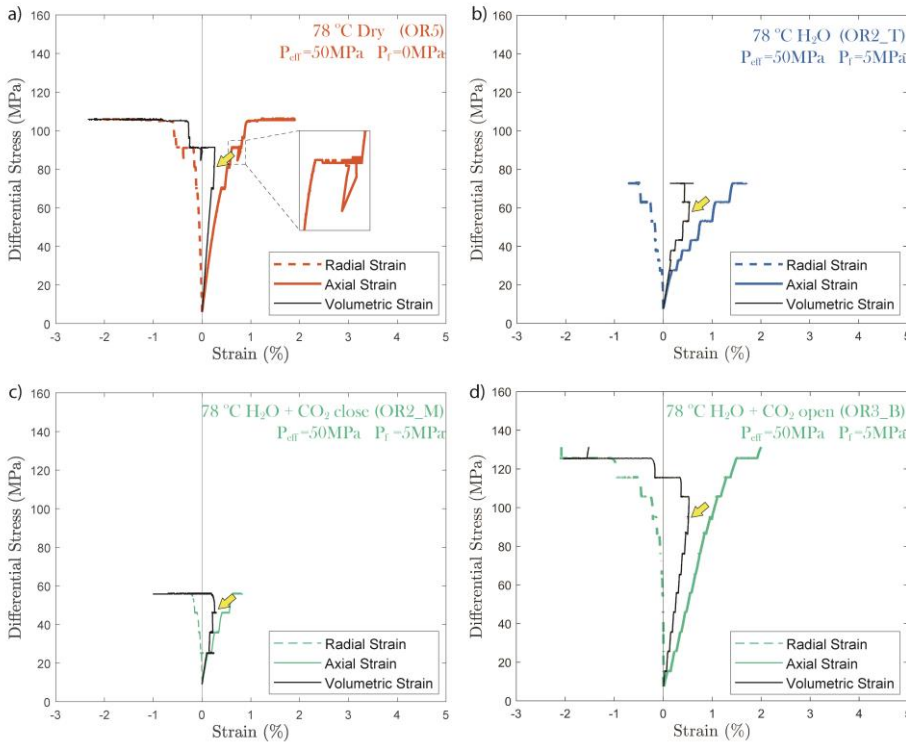 a)
78 °C Dry (OR5)
Peff=50MPa Pf=0MPa
160
140
120
100
80
60
40
20
0
Differential Stress (MPa)
Radial Strain
Axial Strain
Volumetric Strain
-3 -2 -1 0 1 2 3 4 5
Strain (%)
b)
78 °C H₂O (OR2_T)
Peff=50MPa Pf=5MPa
160
140
120
100
80
60
40
20
0
Differential Stress (MPa)
Radial Strain
Axial Strain
Volumetric Strain
-3 -2 -1 0 1 2 3 4 5
Strain (%)
c)
78 °C H₂O + CO₂ close (OR2_M)
Peff=50MPa Pf=5MPa
160
140
120
100
80
60
40
20
0
Differential Stress (MPa)
Radial Strain
Axial Strain
Volumetric Strain
-3 -2 -1 0 1 2 3 4 5
Strain (%)
d)
78 °C H₂O + CO₂ open (OR3_B)
Peff=50MPa Pf=5MPa
160
140
120
100
80
60
40
20
0
Differential Stress (MPa)
Radial Strain
Axial Strain
Volumetric Strain
-3 -2 -1 0 1 2 3 4 5
Strain (%)